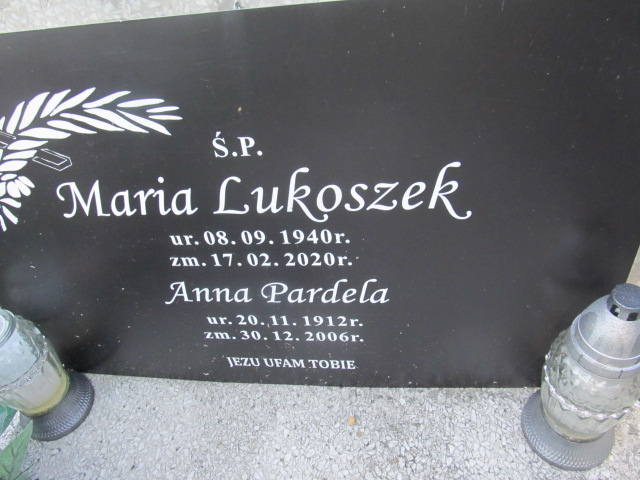 Ś.P.
Maria Lukoszek
ur. 08. 09. 1940r.
zm. 17. 02. 2020r.
Anna Pardela
ur. 20. 11. 1912r.
zm. 30. 12. 2006r.
JEZU UFAM TOBIE